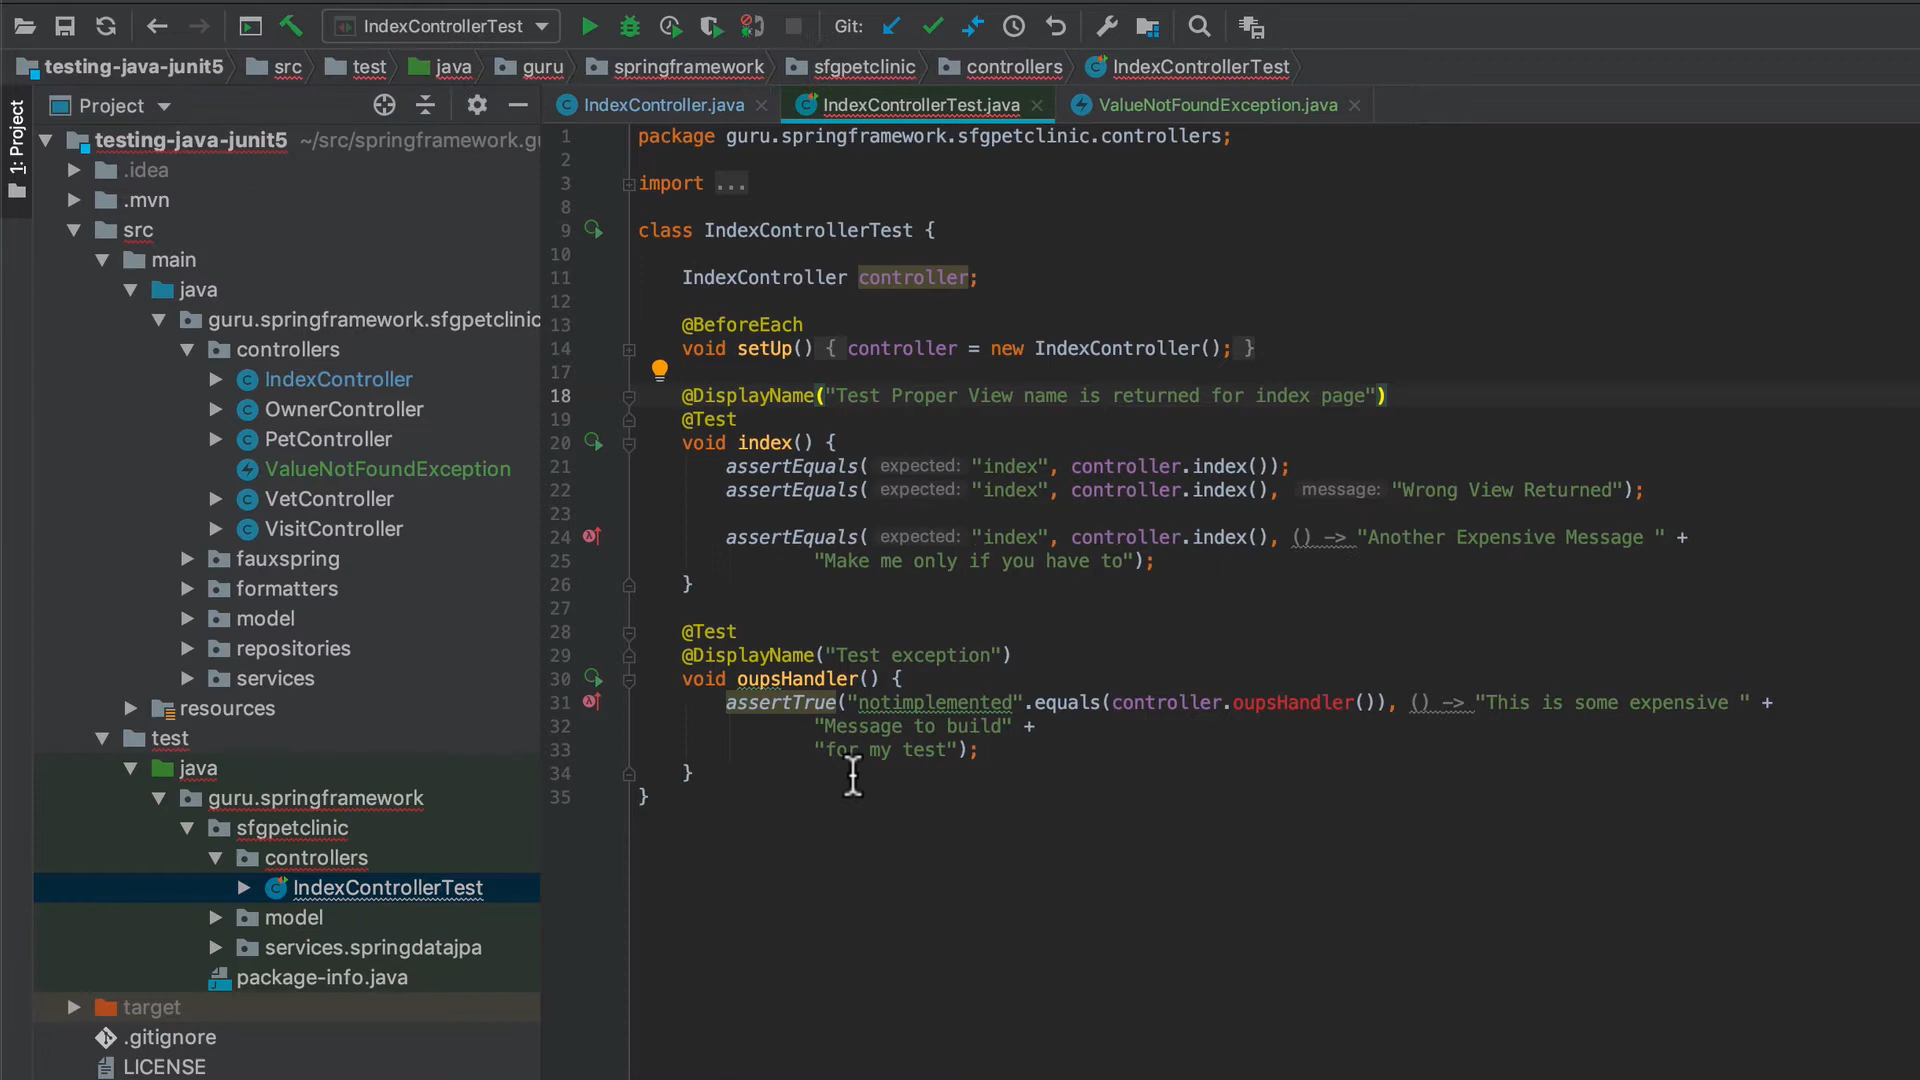 IndexControllerTest
Git:
testing-java-junit5
src
test
java
guru
springframework
sfgpetclinic
controllers
IndexControllerTest
1: Project
Project
IndexController.java
IndexControllerTest.java
ValueNotFoundException.java
testing-java-junit5 ~/src/springframework.gu
.idea
.mvn
src
main
java
guru.springframework.sfgpetclinic
controllers
IndexController
OwnerController
PetController
ValueNotFoundException
VetController
VisitController
fauxspring
formatters
model
repositories
services
resources
test
java
guru.springframework
sfgpetclinic
controllers
IndexControllerTest
model
services.springdatajpa
package-info.java
target
.gitignore
LICENSE
1 package guru.springframework.sfgpetclinic.controllers;
2
3 import ...
8
9 class IndexControllerTest {
10
11 IndexController controller;
12
13 @BeforeEach
14 void setUp() { controller = new IndexController(); }
17
18 @DisplayName("Test Proper View name is returned for index page")
19 @Test
20 void index() {
21 assertEquals( expected: "index", controller.index());
22 assertEquals( expected: "index", controller.index(), message: "Wrong View Returned");
23
24 assertEquals( expected: "index", controller.index(), () -> "Another Expensive Message " +
25 "Make me only if you have to");
26 }
27
28 @Test
29 @DisplayName("Test exception")
30 void oupsHandler() {
31 assertTrue("notimplemented".equals(controller.oupsHandler()), () -> "This is some expensive " +
32 "Message to build" +
33 "for my test");
34 }
35 }